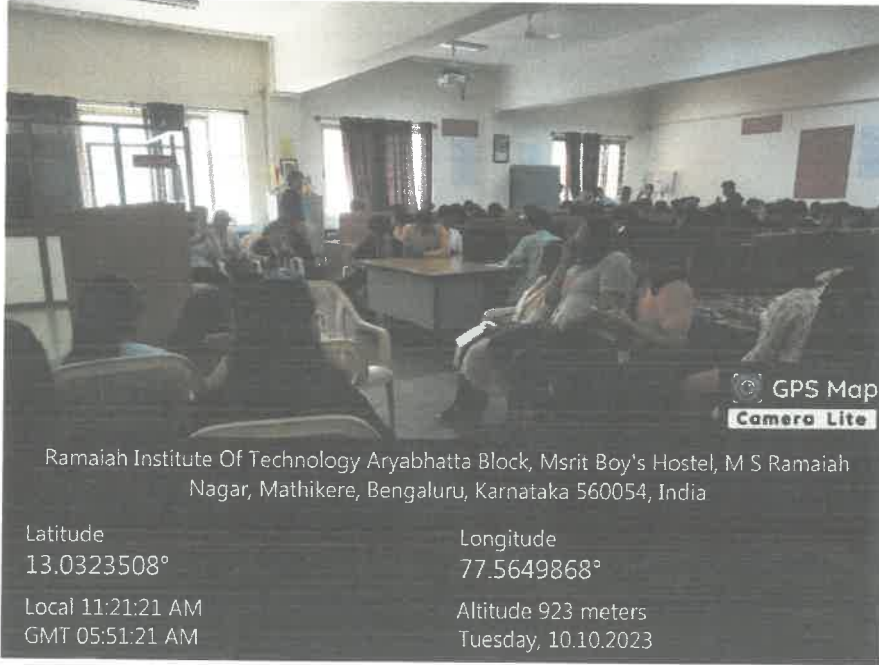 GPS Map
Camera Lite
Ramaiah Institute Of Technology Aryabhatta Block, Msrit Boy's Hostel, M S Ramaiah
Nagar, Mathikere, Bengaluru, Karnataka 560054, India
Latitude
13.0323508°
Local 11:21:21 AM
GMT 05:51:21 AM
Longitude
77.5649868°
Altitude 923 meters
Tuesday, 10.10.2023